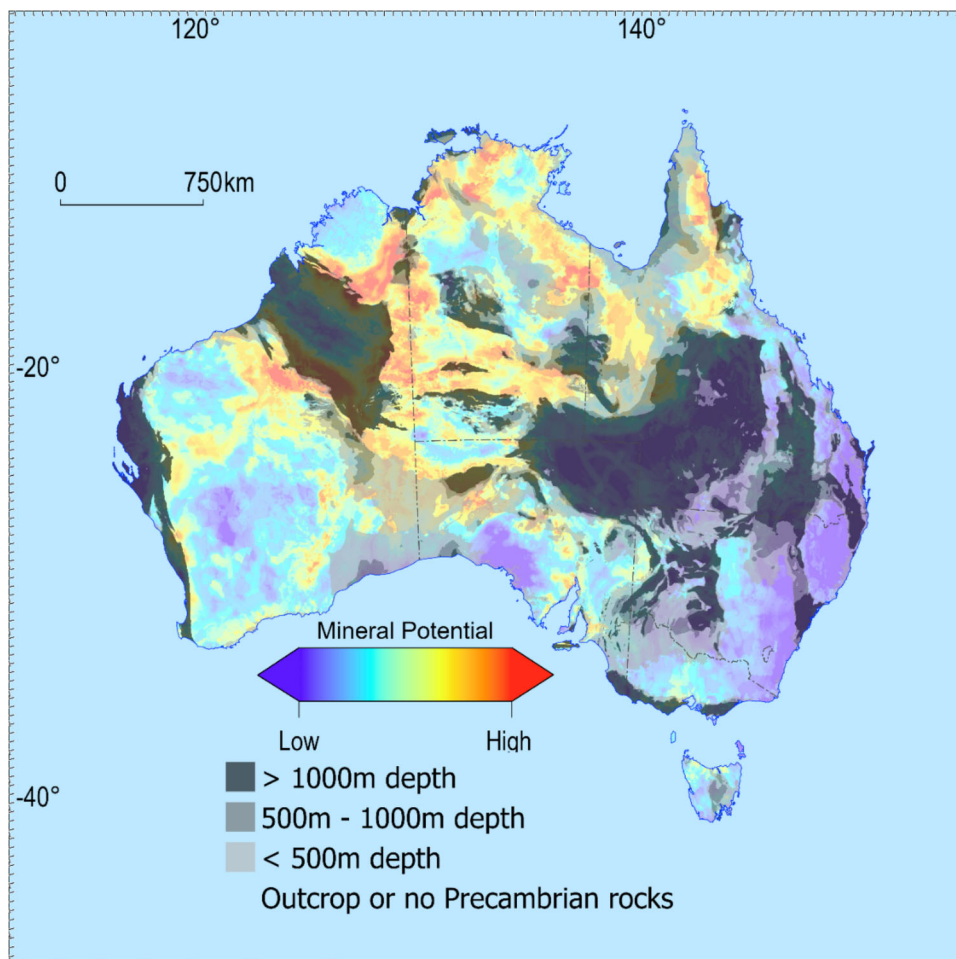 120° 140°
0 750km
-20°
Mineral Potential
Low High
> 1000m depth
-40°
500m - 1000m depth
< 500m depth
Outcrop or no Precambrian rocks